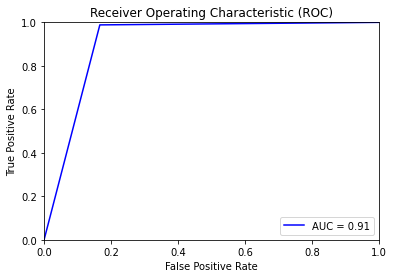 Receiver Operating Characteristic (ROC)
1.0
0.8
0.6
0.4
0.2
0.0
True Positive Rate
AUC = 0.91
0.0 0.2 0.4 0.6 0.8 1.0
False Positive Rate